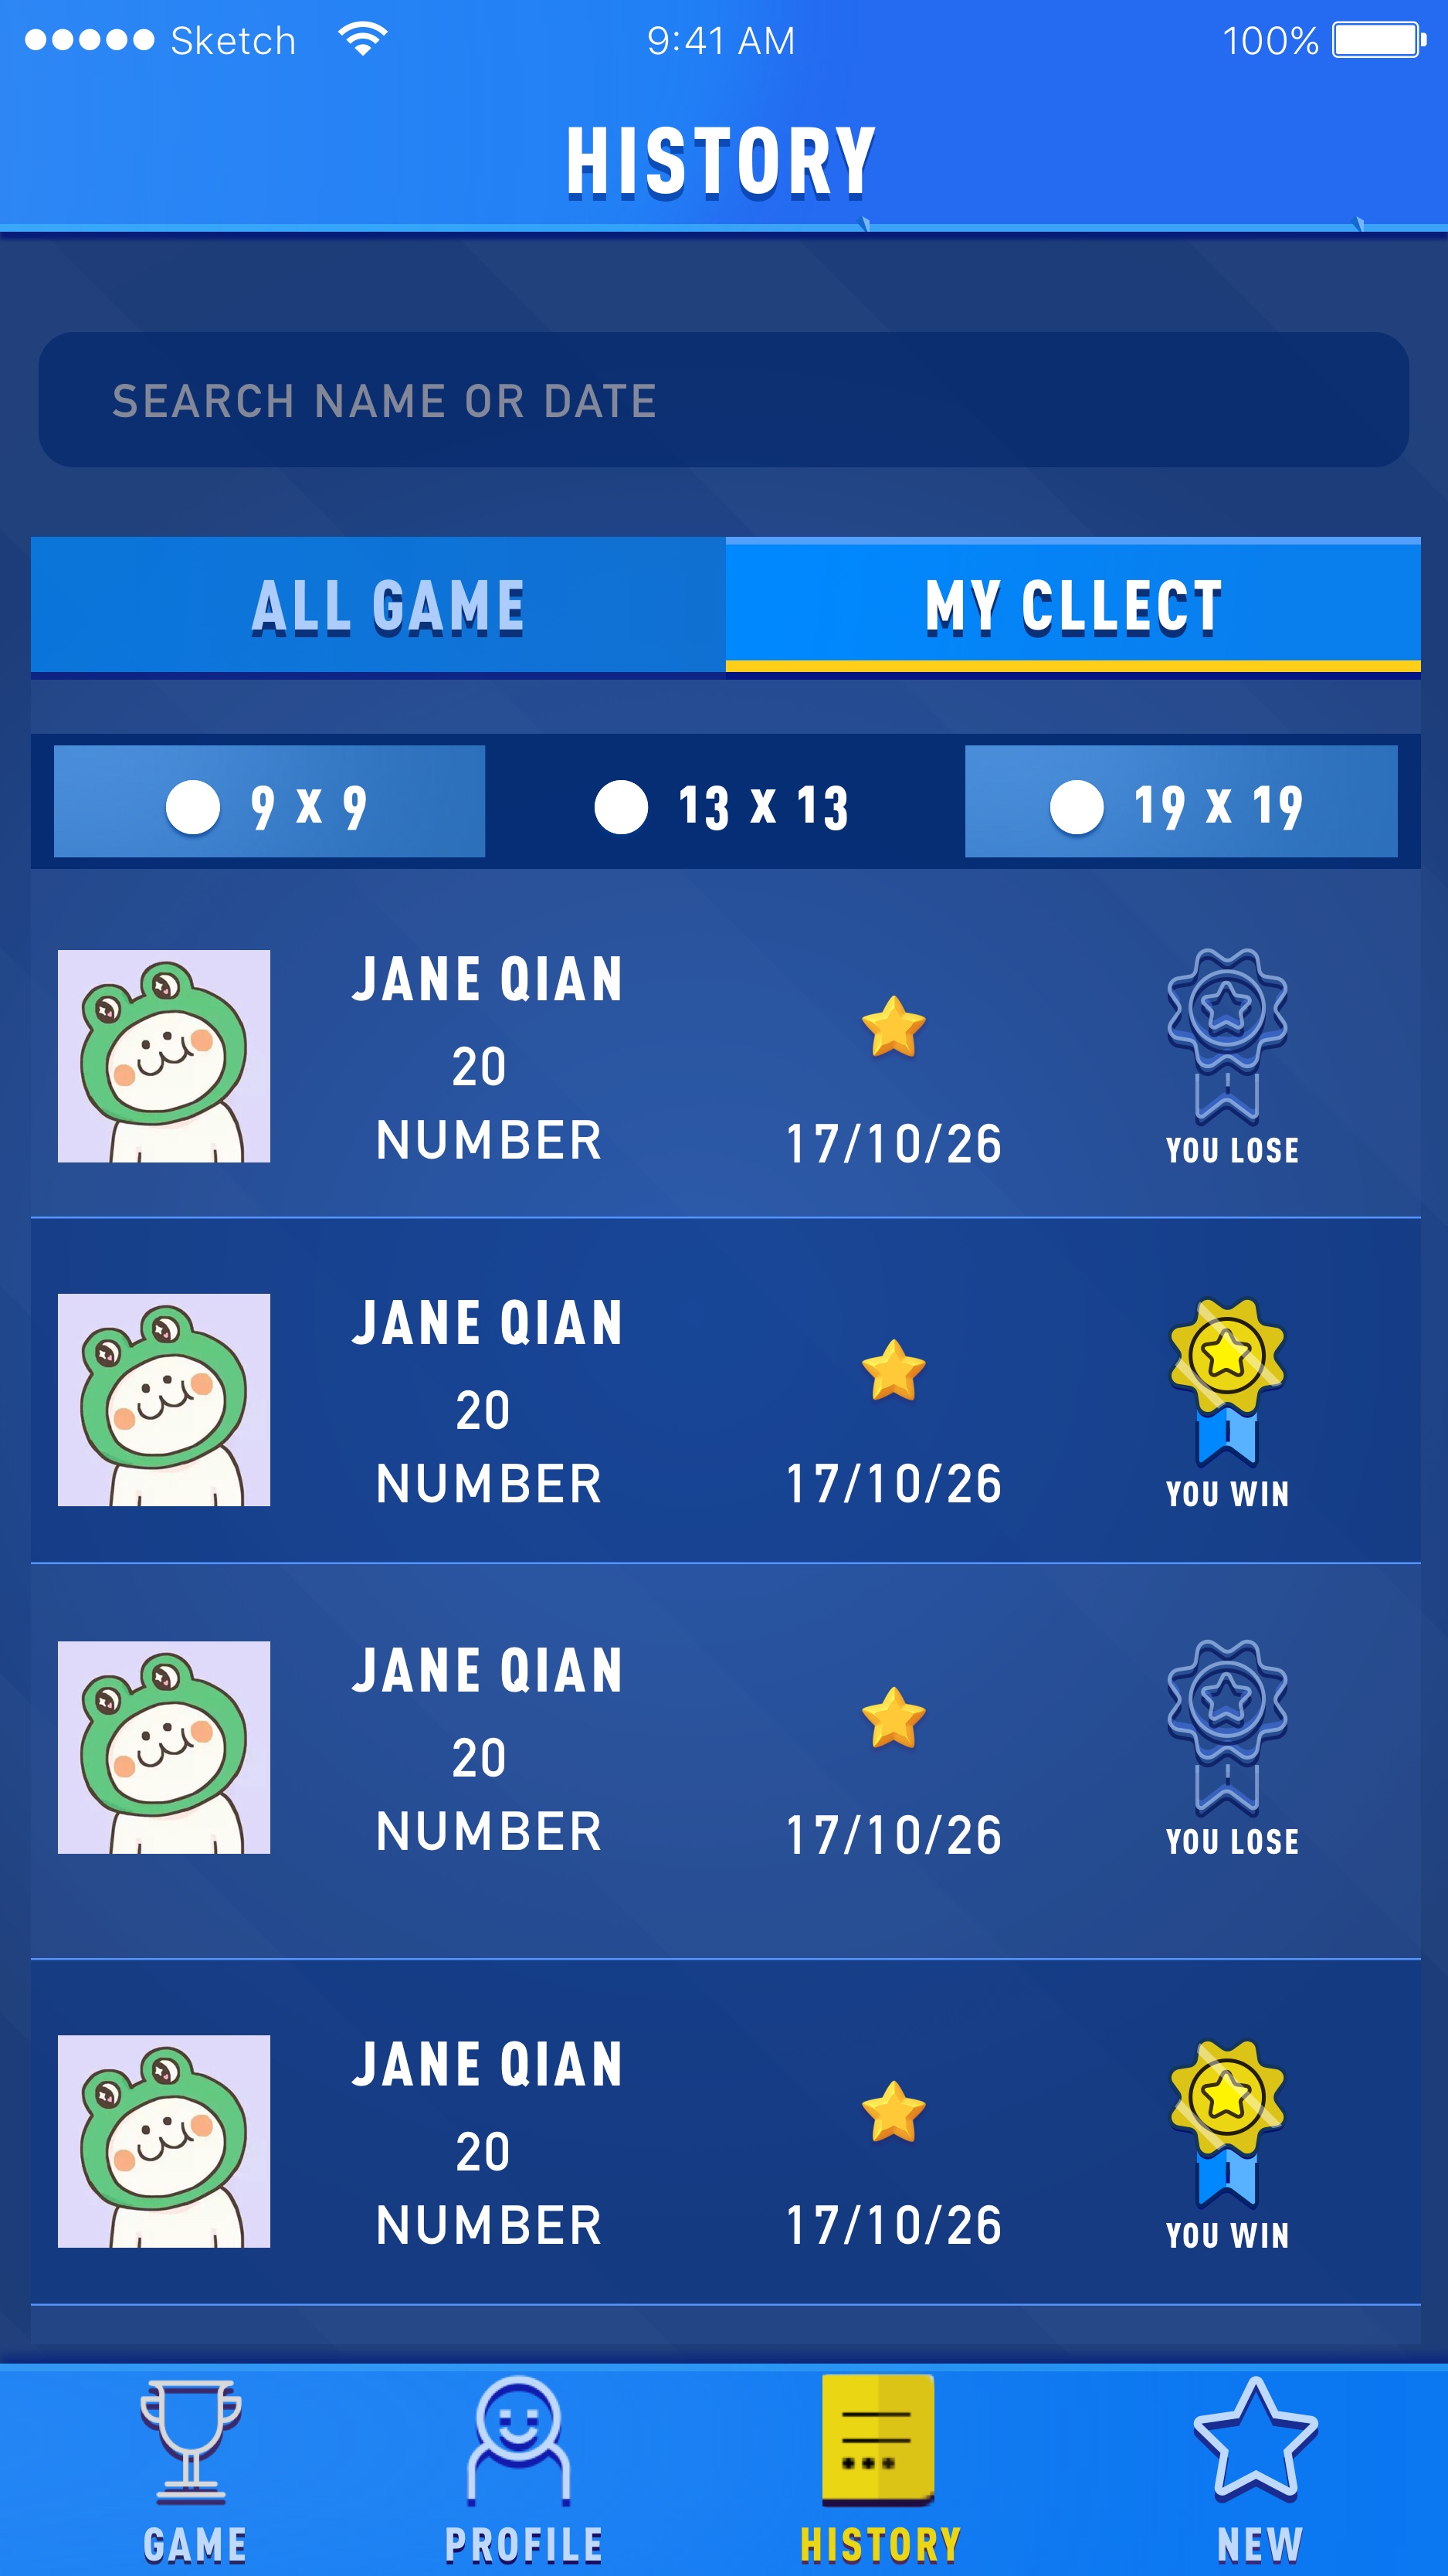 Sketch 9:41 AM 100%
HISTORY
SEARCH NAME OR DATE
ALL GAME MY CLLECT
9 X 9 13 X 13 19 X 19
JANE QIAN
20
NUMBER
17/10/26
YOU LOSE
JANE QIAN
20
NUMBER
17/10/26
YOU WIN
JANE QIAN
20
NUMBER
17/10/26
YOU LOSE
JANE QIAN
20
NUMBER
17/10/26
YOU WIN
GAME PROFILE HISTORY NEW